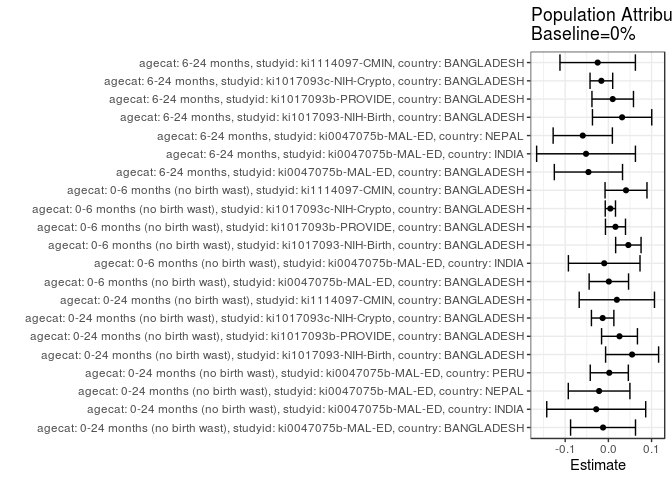 Population Attribu
Baseline=0%
agecat: 6-24 months, studyid: ki1114097-CMIN, country: BANGLADESH
agecat: 6-24 months, studyid: ki1017093c-NIH-Crypto, country: BANGLADESH
agecat: 6-24 months, studyid: ki1017093b-PROVIDE, country: BANGLADESH
agecat: 6-24 months, studyid: ki1017093-NIH-Birth, country: BANGLADESH
agecat: 6-24 months, studyid: ki0047075b-MAL-ED, country: NEPAL
agecat: 6-24 months, studyid: ki0047075b-MAL-ED, country: INDIA
agecat: 6-24 months, studyid: ki0047075b-MAL-ED, country: BANGLADESH
agecat: 0-6 months (no birth wast), studyid: ki1114097-CMIN, country: BANGLADESH
agecat: 0-6 months (no birth wast), studyid: ki1017093c-NIH-Crypto, country: BANGLADESH
agecat: 0-6 months (no birth wast), studyid: ki1017093b-PROVIDE, country: BANGLADESH
agecat: 0-6 months (no birth wast), studyid: ki1017093-NIH-Birth, country: BANGLADESH
agecat: 0-6 months (no birth wast), studyid: ki0047075b-MAL-ED, country: INDIA
agecat: 0-6 months (no birth wast), studyid: ki0047075b-MAL-ED, country: BANGLADESH
agecat: 0-24 months (no birth wast), studyid: ki1114097-CMIN, country: BANGLADESH
agecat: 0-24 months (no birth wast), studyid: ki1017093c-NIH-Crypto, country: BANGLADESH
agecat: 0-24 months (no birth wast), studyid: ki1017093b-PROVIDE, country: BANGLADESH
agecat: 0-24 months (no birth wast), studyid: ki1017093-NIH-Birth, country: BANGLADESH
agecat: 0-24 months (no birth wast), studyid: ki0047075b-MAL-ED, country: PERU
agecat: 0-24 months (no birth wast), studyid: ki0047075b-MAL-ED, country: NEPAL
agecat: 0-24 months (no birth wast), studyid: ki0047075b-MAL-ED, country: INDIA
agecat: 0-24 months (no birth wast), studyid: ki0047075b-MAL-ED, country: BANGLADESH
-0.1 0.0 0.1
Estimate